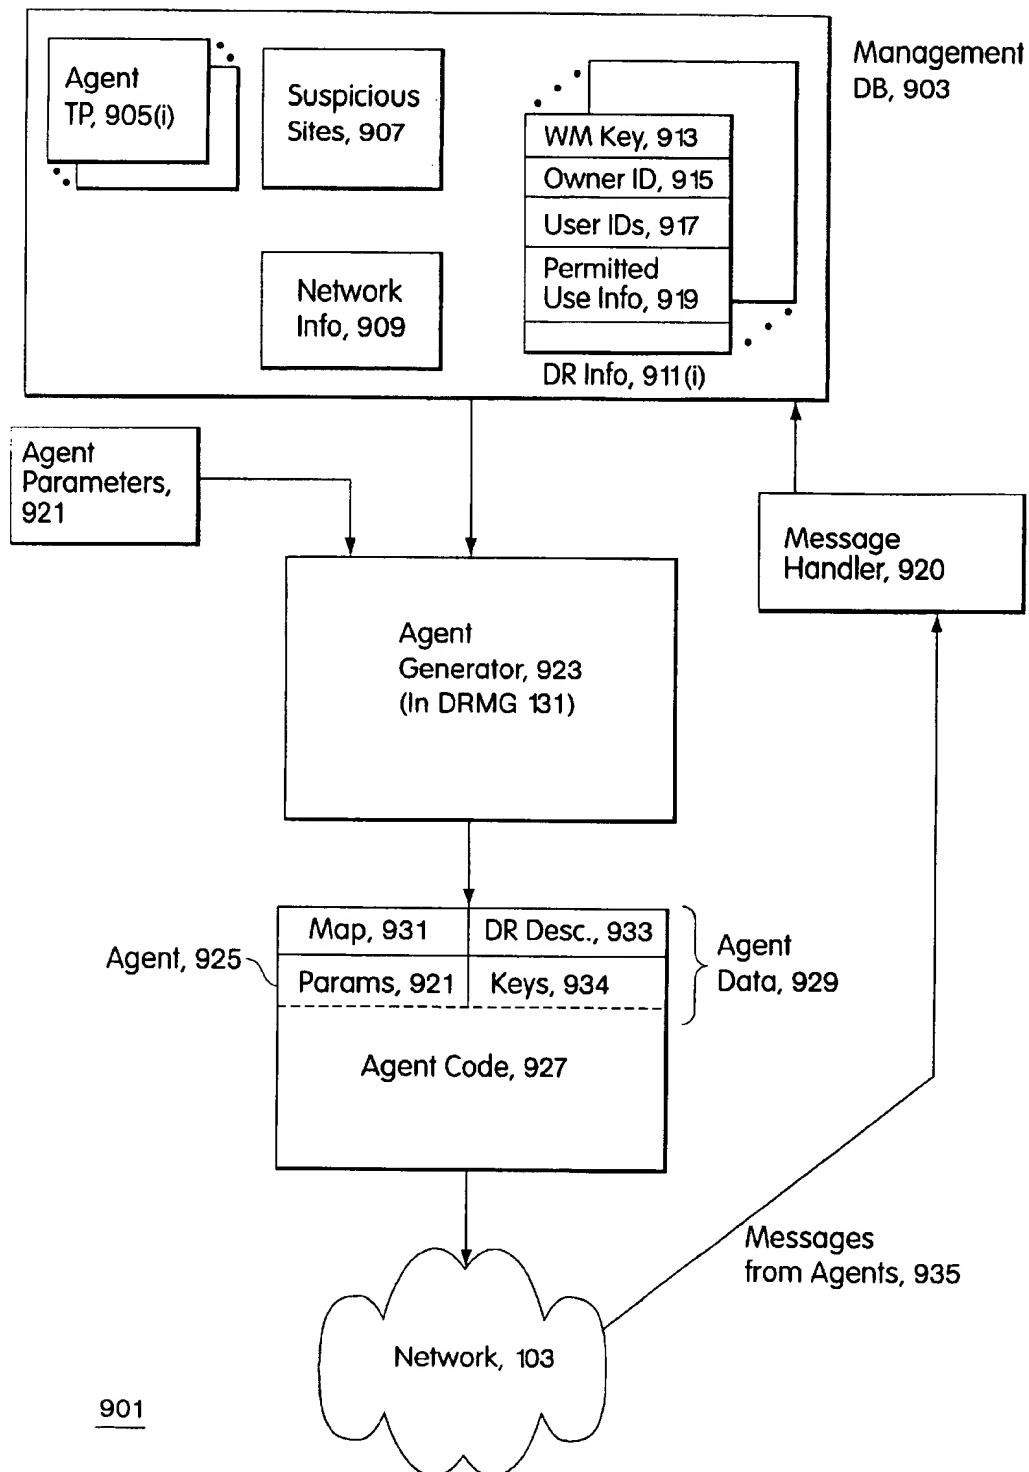 Management
DB, 903
Agent
TP, 905(i)
Suspicious
Sites, 907
WM Key, 913
Owner ID, 915
User IDs, 917
Permitted
Use Info, 919
Network
Info, 909
DR Info, 911(i)
Agent
Parameters,
921
Message
Handler, 920
Agent
Generator, 923
(In DRMG 131)
Map, 931
DR Desc., 933
Agent, 925
Params, 921
Keys, 934
Agent
Data, 929
Agent Code, 927
Messages
from Agents, 935
Network, 103
901